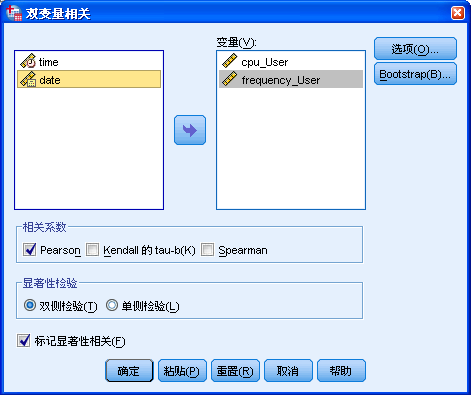 双变量相关
变量(V):
time
date
cpu_User
frequency_User
选项(O)...
Bootstrap(B)...
相关系数
Pearson Kendall 的 tau-b(K) Spearman
显著性检验
双侧检验(T) 单侧检验(L)
标记显著性相关(F)
确定 粘贴(P) 重置(R) 取消 帮助